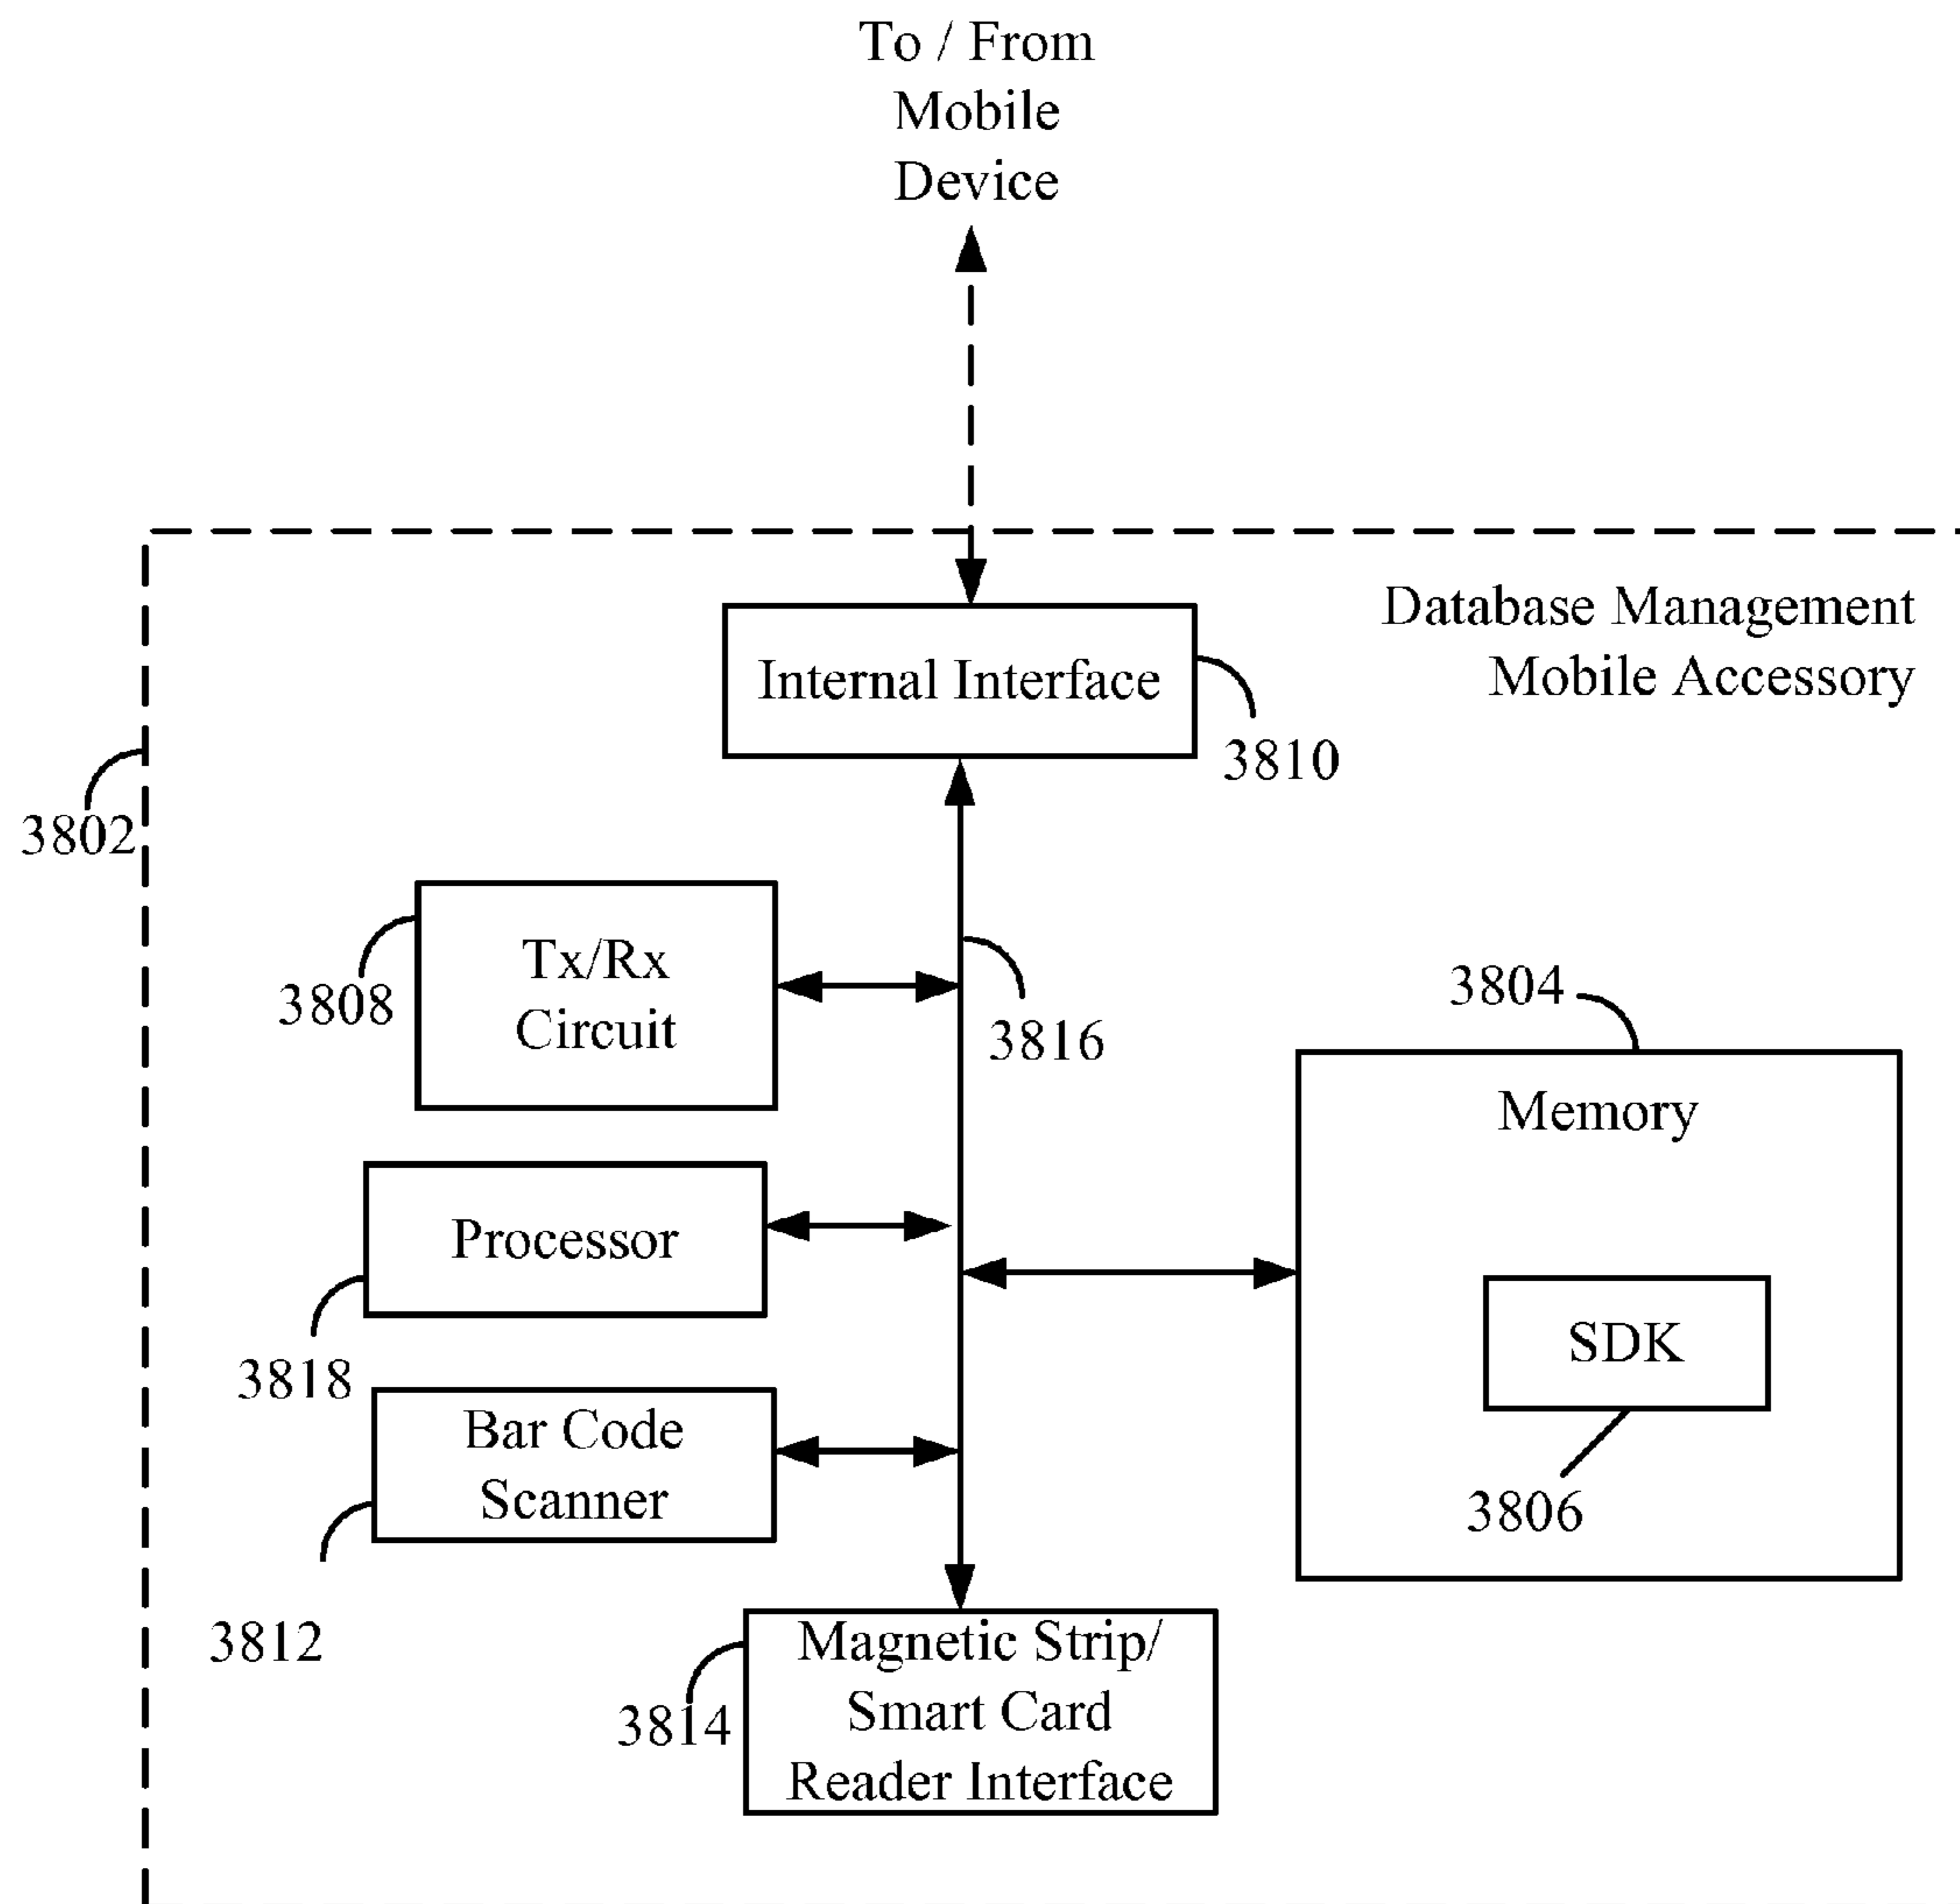 To / From
Mobile
Device
Database Management
Mobile Accessory
Internal Interface
3810
3802
Tx/Rx
Circuit
3808
3816
3804
Memory
Processor
3818
SDK
3806
Bar Code
Scanner
3812
Magnetic Strip/
Smart Card
Reader Interface
3814